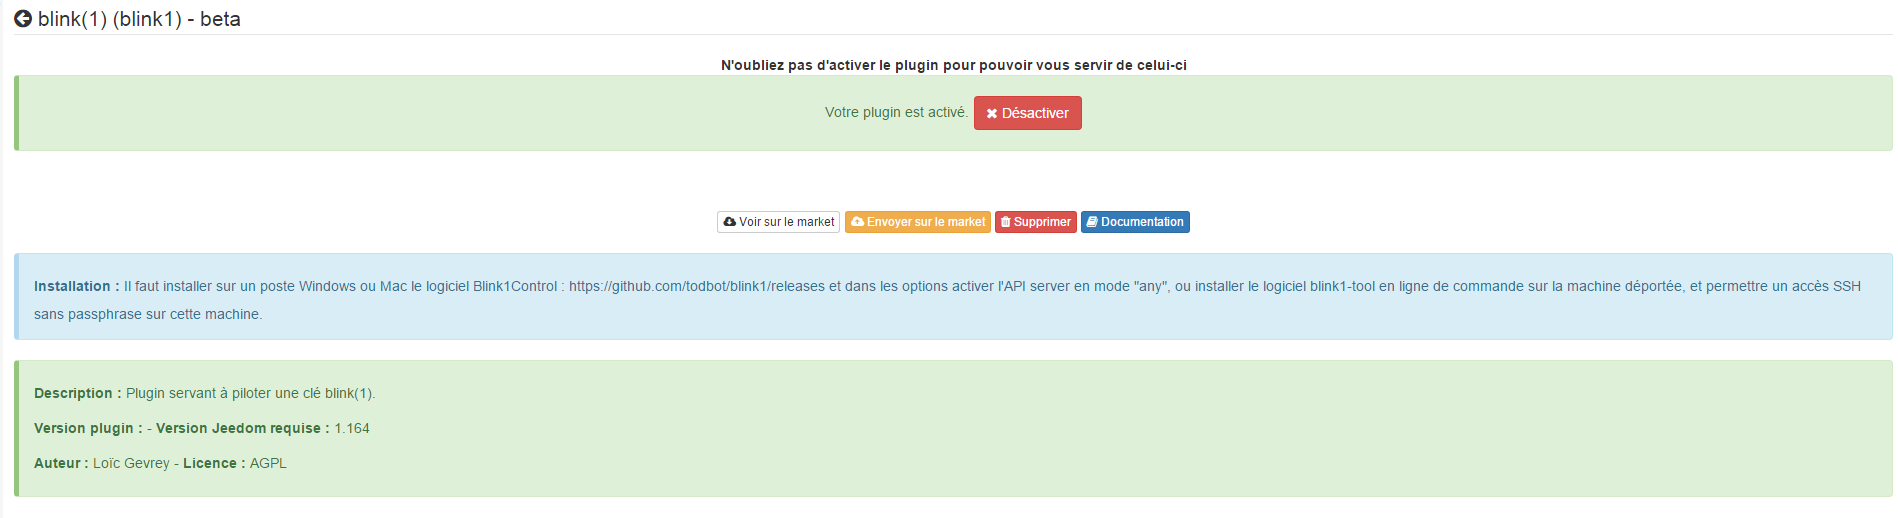 blink(1) (blink1) - beta
N'oubliez pas d'activer le plugin pour pouvoir vous servir de celui-ci
Votre plugin est activé. Désactiver
Voir sur le market Envoyer sur le market Supprimer Documentation
Installation : Il faut installer sur un poste Windows ou Mac le logiciel Blink1Control : https://github.com/todbot/blink1/releases et dans les options activer l'API server en mode "any", ou installer le logiciel blink1-tool en ligne de commande sur la machine déportée, et permettre un accès SSH
sans passphrase sur cette machine.
Description : Plugin servant à piloter une clé blink(1).
Version plugin : - Version Jeedom requise : 1.164
Auteur : Loïc Gevrey - Licence : AGPL